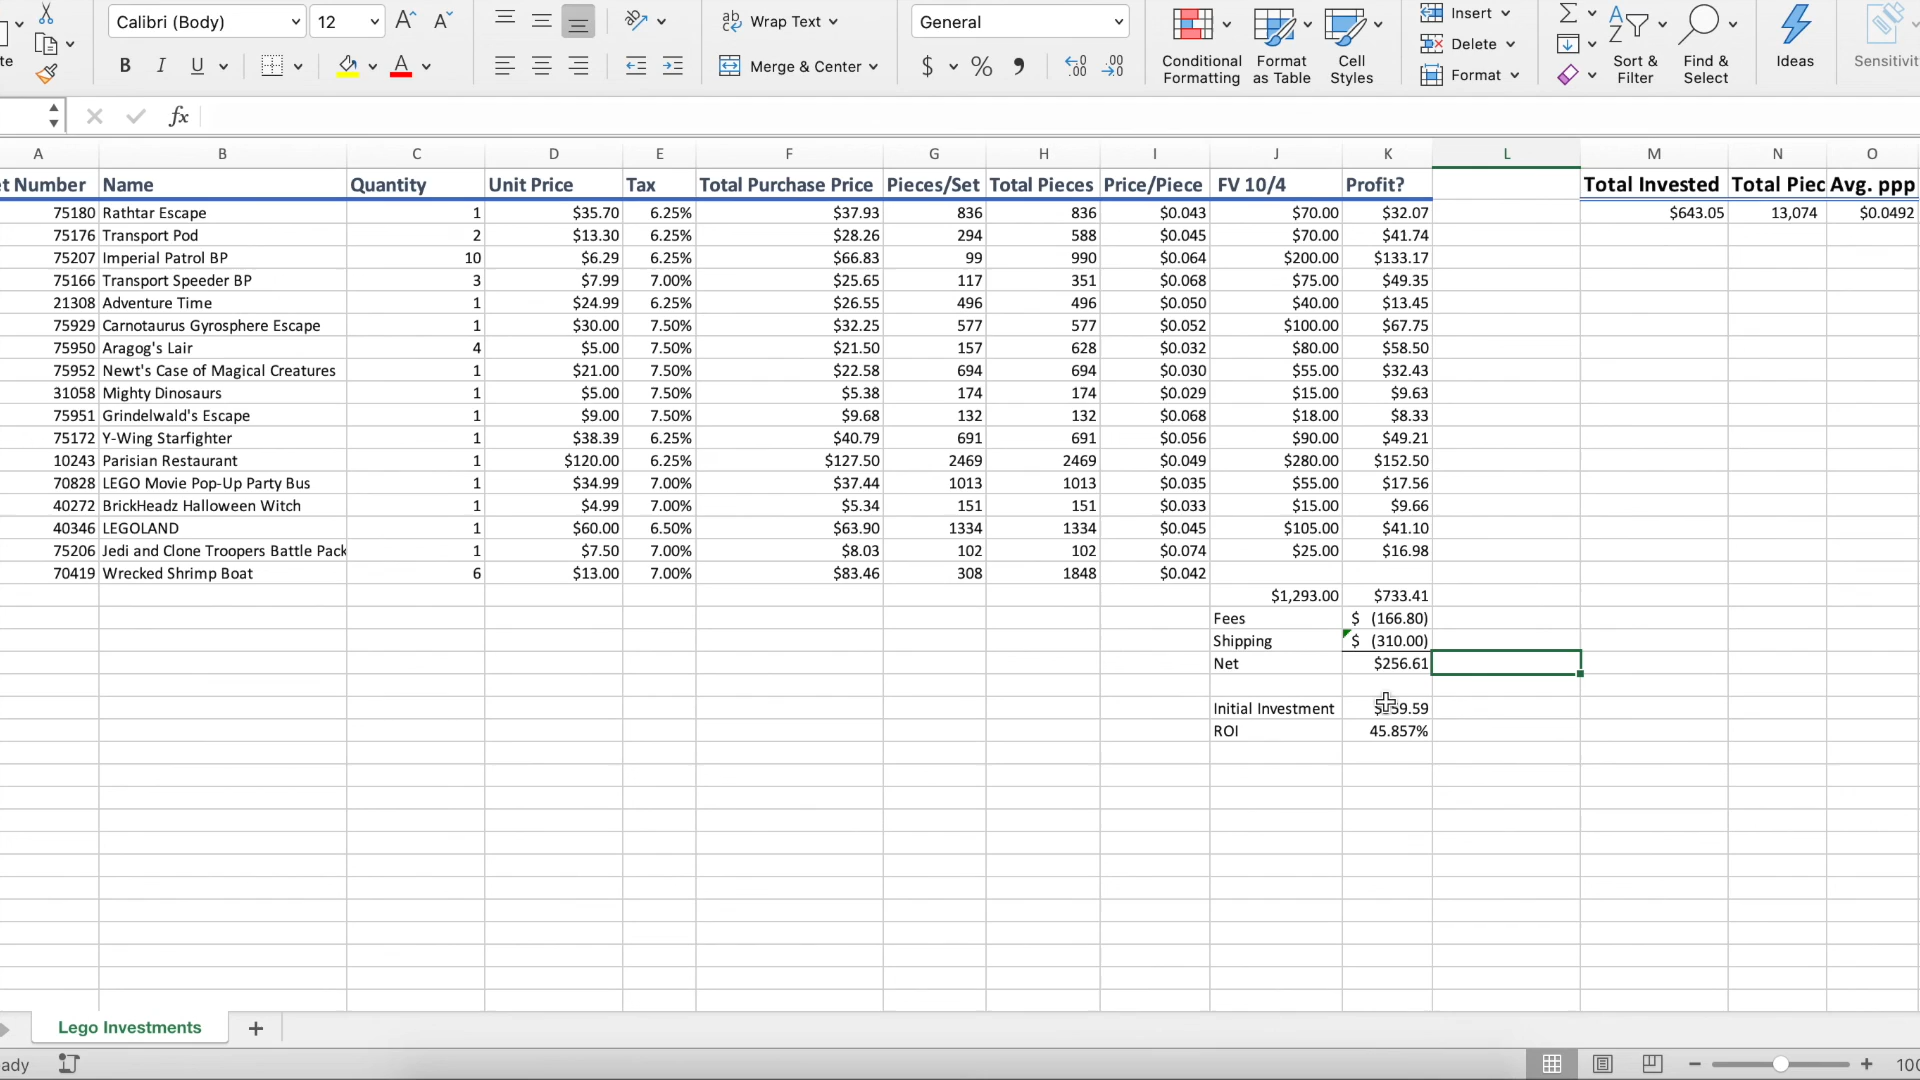 Calibri (Body) 12 A A Wrap Text General Insert
B I U A Merge & Center $ % Conditional Formatting Format as Table Cell Styles Delete Format Sort & Filter Find & Select Ideas
fx
A B C D E F G H I J K L M N O
Number Name Quantity Unit Price Tax Total Purchase Price Pieces/Set Total Pieces Price/Piece FV 10/4 Profit? Total Invested Total Piec Avg. ppp
75180 Rathtar Escape 1 $35.70 6.25% $37.93 836 836 $0.043 $70.00 $32.07 $643.05 13,074 $0.0492
75176 Transport Pod 2 $13.30 6.25% $28.26 294 588 $0.045 $70.00 $41.74
75207 Imperial Patrol BP 10 $6.29 6.25% $66.83 99 990 $0.064 $200.00 $133.17
75166 Transport Speeder BP 3 $7.99 7.00% $25.65 117 351 $0.068 $75.00 $49.35
21308 Adventure Time 1 $24.99 6.25% $26.55 496 496 $0.050 $40.00 $13.45
75929 Carnotaurus Gyrosphere Escape 1 $30.00 7.50% $32.25 577 577 $0.052 $100.00 $67.75
75950 Aragog's Lair 4 $5.00 7.50% $21.50 157 628 $0.032 $80.00 $58.50
75952 Newt's Case of Magical Creatures 1 $21.00 7.50% $22.58 694 694 $0.030 $55.00 $32.43
31058 Mighty Dinosaurs 1 $5.00 7.50% $5.38 174 174 $0.029 $15.00 $9.63
75951 Grindelwald's Escape 1 $9.00 7.50% $9.68 132 132 $0.068 $18.00 $8.33
75172 Y-Wing Starfighter 1 $38.39 6.25% $40.79 691 691 $0.056 $90.00 $49.21
10243 Parisian Restaurant 1 $120.00 6.25% $127.50 2469 2469 $0.049 $280.00 $152.50
70828 LEGO Movie Pop-Up Party Bus 1 $34.99 7.00% $37.44 1013 1013 $0.035 $55.00 $17.56
40272 BrickHeadz Halloween Witch 1 $4.99 7.00% $5.34 151 151 $0.033 $15.00 $9.66
40346 LEGOLAND 1 $60.00 6.50% $63.90 1334 1334 $0.045 $105.00 $41.10
75206 Jedi and Clone Troopers Battle Pack 1 $7.50 7.00% $8.03 102 102 $0.074 $25.00 $16.98
70419 Wrecked Shrimp Boat 6 $13.00 7.00% $83.46 308 1848 $0.042
$1,293.00 $733.41
Fees $ (166.80)
Shipping $ (310.00)
Net $256.61
Initial Investment
ROI 45.857%
Lego Investments +